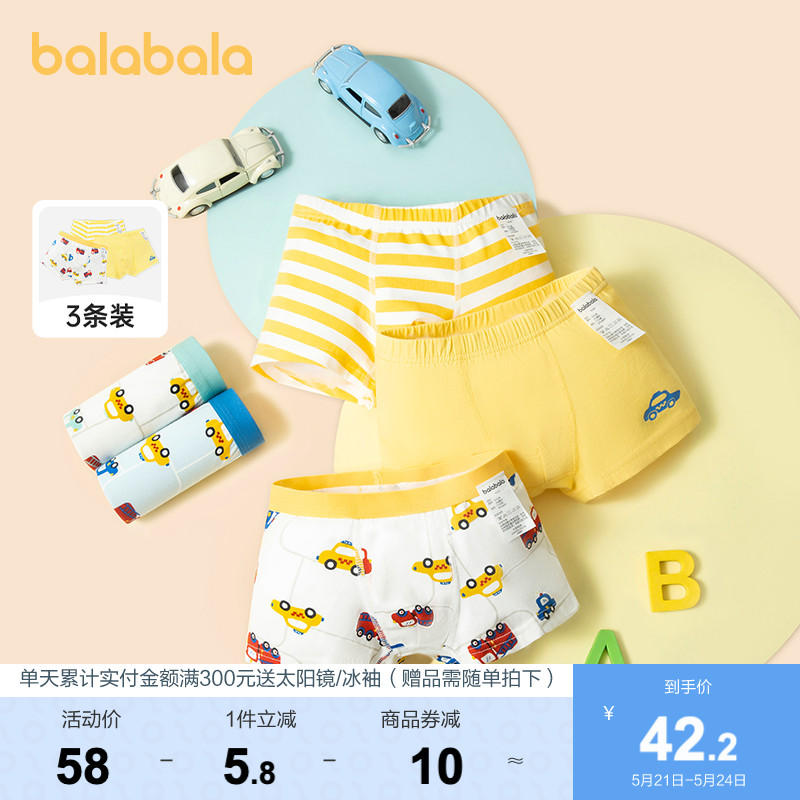 balabala
balabala
balabala
3条装
balabala
B
A
单天累计实付金额满300元送太阳镜/冰袖（赠品需随单拍下）
活动价
1件立减
商品券减
到手价
58 - 5.8 - 10 ≈ ¥ 42.2
5月21日-5月24日